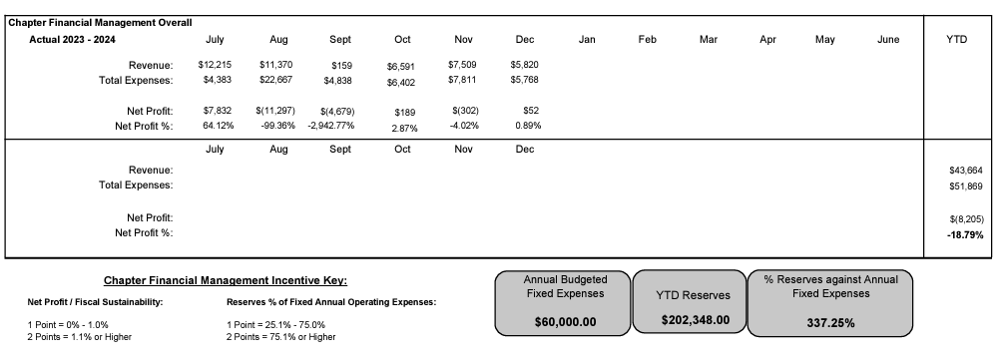 Chapter Financial Management Overall
Actual 2023 - 2024 July Aug Sept Oct Nov Dec Jan Feb Mar Apr May June YTD
Revenue: $12,215 $11,370 $159 $6,591 $7,509 $5,820
Total Expenses: $4,383 $22,667 $4,838 $6,402 $7,811 $5,768
Net Profit: $7,832 $(11,297) $(4,679) $189 $(302) $52
Net Profit %: 64.12% -99.36% -2,942.77% 2.87% -4.02% 0.89%
July Aug Sept Oct Nov Dec
Revenue: $43,664
Total Expenses: $51,869
Net Profit: $(8,205)
Net Profit %: -18.79%
Chapter Financial Management Incentive Key:
Net Profit / Fiscal Sustainability: Reserves % of Fixed Annual Operating Expenses:
1 Point = 0% - 1.0% 1 Point = 25.1% - 75.0%
2 Points = 1.1% or Higher 2 Points = 75.1% or Higher
Annual Budgeted
Fixed Expenses
$60,000.00
YTD Reserves
$202,348.00
% Reserves against Annual
Fixed Expenses
337.25%